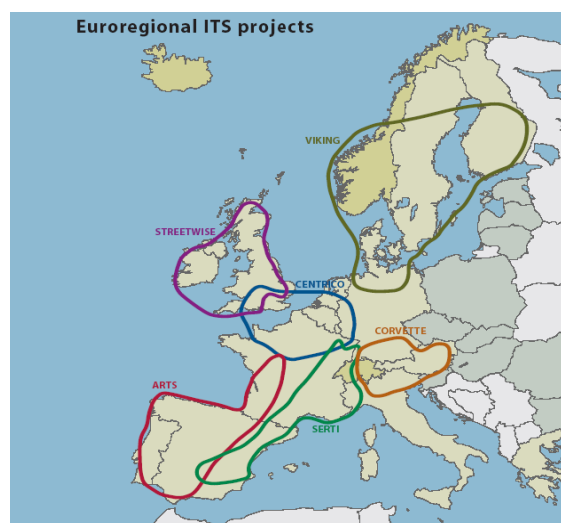 Euroregional ITS projects
VIKING
STREETWISE
CENTRICO
CORVETTE
ARTS
SERTI